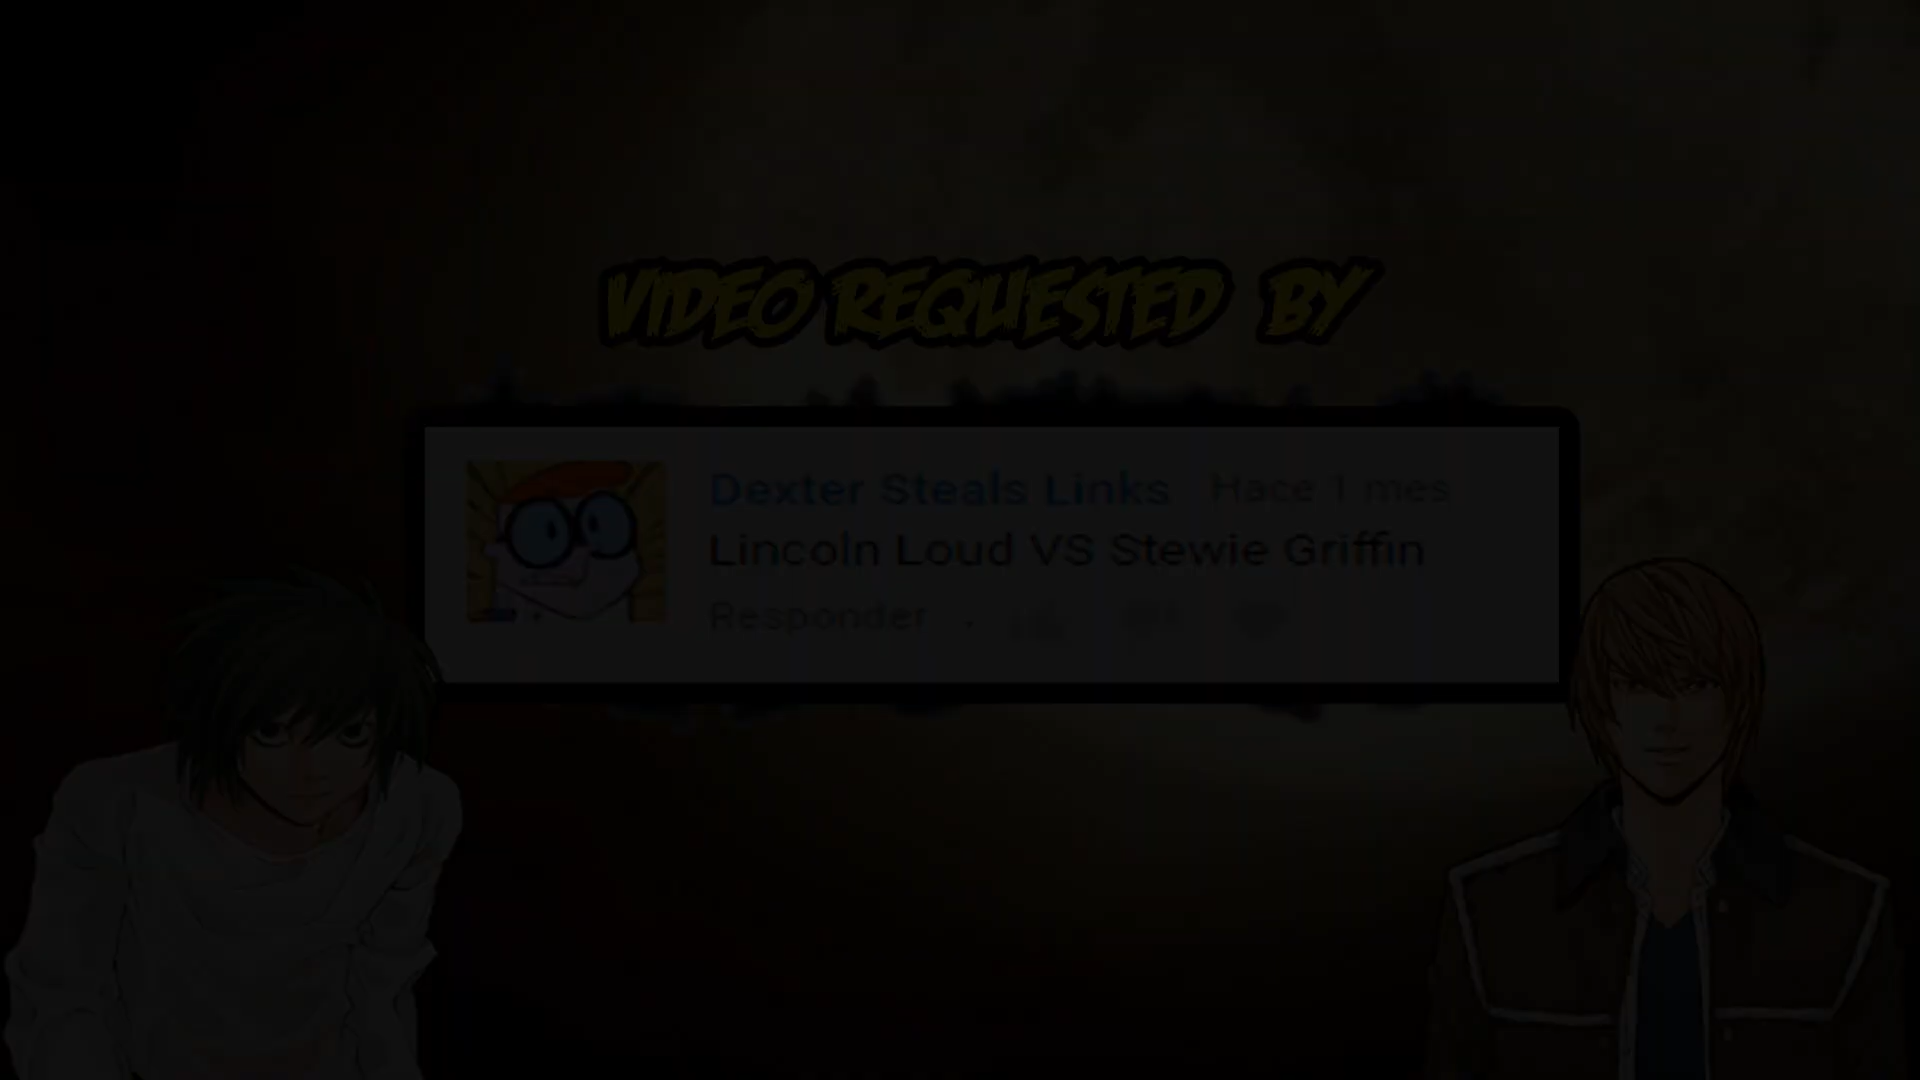 VIDEO REQUESTED BY
Dexter Steals Links Hace 1 mes
Lincoln Loud VS Stewie Griffin
Responder